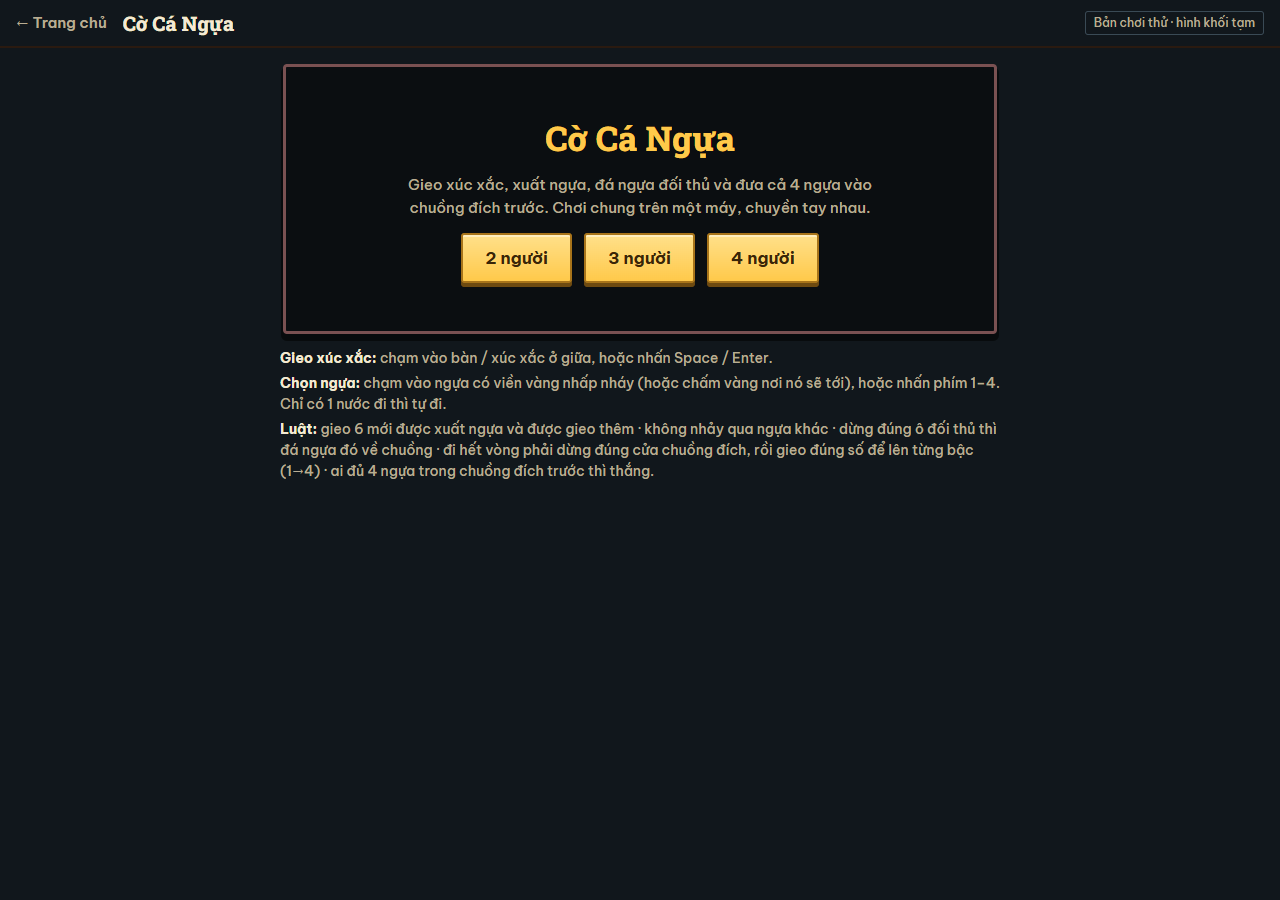 ← Trang chủ Cờ Cá Ngựa Bản chơi thử · hình khối tạm
Cờ Cá Ngựa
Gieo xúc xắc, xuất ngựa, đá ngựa đối thủ và đưa cả 4 ngựa vào
chuồng đích trước. Chơi chung trên một máy, chuyền tay nhau.
2 người 3 người 4 người
Gieo xúc xắc: chạm vào bàn / xúc xắc ở giữa, hoặc nhấn Space / Enter.
Chọn ngựa: chạm vào ngựa có viền vàng nhấp nháy (hoặc chấm vàng nơi nó sẽ tới), hoặc nhấn phím 1–4.
Chỉ có 1 nước đi thì tự đi.
Luật: gieo 6 mới được xuất ngựa và được gieo thêm · không nhảy qua ngựa khác · dừng đúng ô đối thủ thì
đá ngựa đó về chuồng · đi hết vòng phải dừng đúng cửa chuồng đích, rồi gieo đúng số để lên từng bậc
(1→4) · ai đủ 4 ngựa trong chuồng đích trước thì thắng.